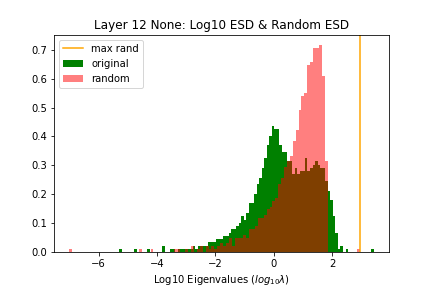 Layer 12 None: Log10 ESD & Random ESD
max rand
original
random
0.7
0.6
0.5
0.4
0.3
0.2
0.1
0.0
−6 −4 −2 0 2
Log10 Eigenvalues (log₁₀λ)